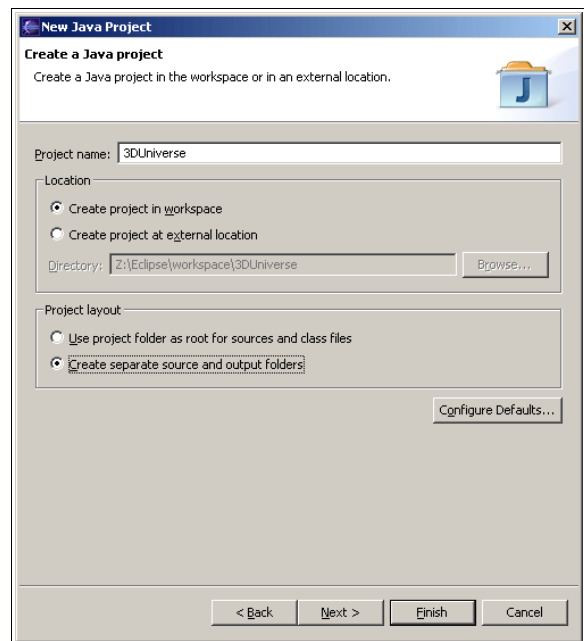 New Java Project
Create a Java project
Create a Java project in the workspace or in an external location.
J
Project name: 3DUniverse
Location
Create project in workspace
Create project at external location
Directory: Z:\Eclipse\workspace\3DUniverse Browse...
Project layout
Use project folder as root for sources and class files
Create separate source and output folders
Configure Defaults...
< Back Next > Finish Cancel